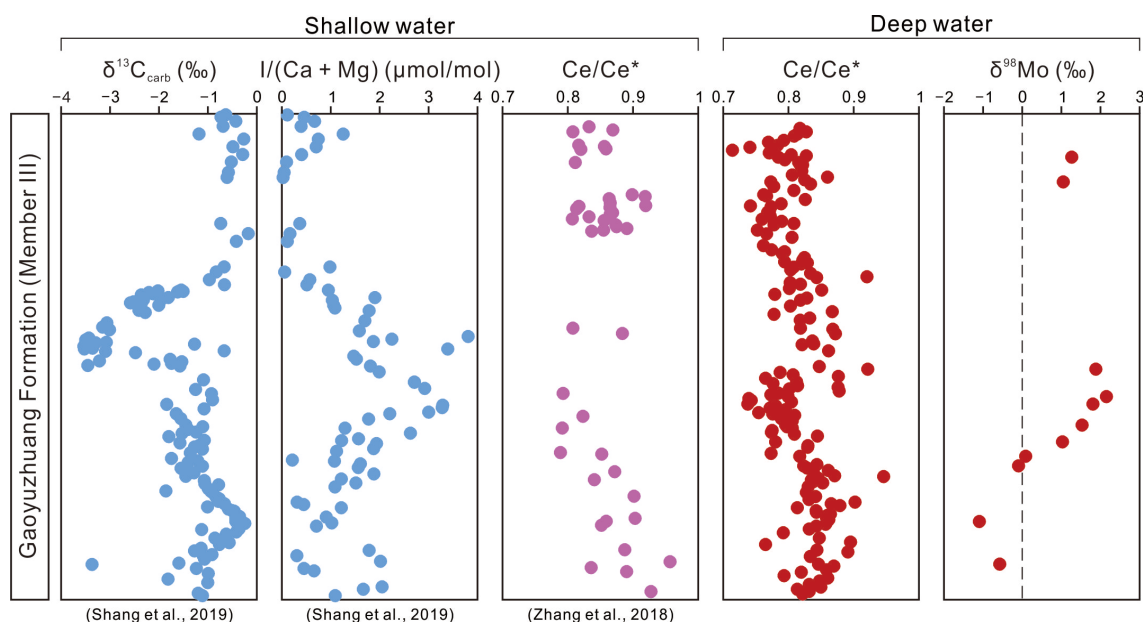 Shallow water
Deep water
δ¹³Ccarb (‰)
I/(Ca + Mg) (μmol/mol)
Ce/Ce*
Ce/Ce*
δ⁹⁸Mo (‰)
−4 −3 −2 −1 0
0 1 2 3 4
0.7 0.8 0.9 1
0.7 0.8 0.9 1
−2 −1 0 1 2 3
Gaoyuzhuang Formation (Member III)
(Shang et al., 2019)
(Shang et al., 2019)
(Zhang et al., 2018)